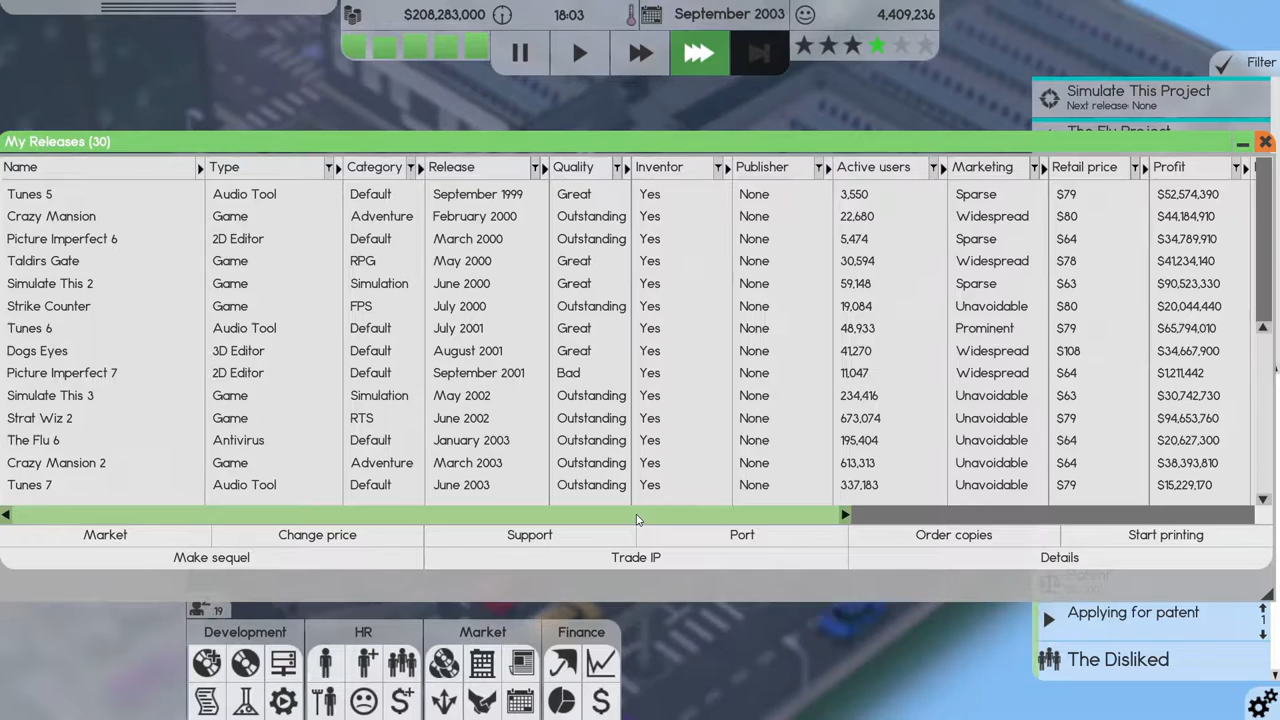 $208,283,000 18:03 September 2003 4,409,236
Filter
Simulate This Project
Next release: None
The Flu Project
My Releases (30)
Name Type Category Release Quality Inventor Publisher Active users Marketing Retail price Profit
Tunes 5 Audio Tool Default September 1999 Great Yes None 3,550 Sparse $79 $52,574,390
Crazy Mansion Game Adventure February 2000 Outstanding Yes None 22,680 Widespread $80 $44,184,910
Picture Imperfect 6 2D Editor Default March 2000 Outstanding Yes None 5,474 Sparse $64 $34,789,910
Taldirs Gate Game RPG May 2000 Great Yes None 30,594 Widespread $78 $41,234,140
Simulate This 2 Game Simulation June 2000 Great Yes None 59,148 Sparse $63 $90,523,330
Strike Counter Game FPS July 2000 Outstanding Yes None 19,084 Unavoidable $80 $20,044,440
Tunes 6 Audio Tool Default July 2001 Great Yes None 48,933 Prominent $79 $65,794,010
Dogs Eyes 3D Editor Default August 2001 Great Yes None 41,270 Widespread $108 $34,667,900
Picture Imperfect 7 2D Editor Default September 2001 Bad Yes None 11,047 Widespread $64 $1,211,442
Simulate This 3 Game Simulation May 2002 Outstanding Yes None 234,416 Unavoidable $63 $30,742,730
Strat Wiz 2 Game RTS June 2002 Outstanding Yes None 673,074 Unavoidable $79 $94,653,760
The Flu 6 Antivirus Default January 2003 Outstanding Yes None 195,404 Unavoidable $64 $20,627,300
Crazy Mansion 2 Game Adventure March 2003 Outstanding Yes None 613,313 Unavoidable $64 $38,393,810
Tunes 7 Audio Tool Default June 2003 Outstanding Yes None 337,183 Unavoidable $79 $15,229,170
Market Change price Support Port Order copies Start printing
Make sequel Trade IP Details
Patent
19
Applying for patent
1
Development HR Market Finance
The Disliked